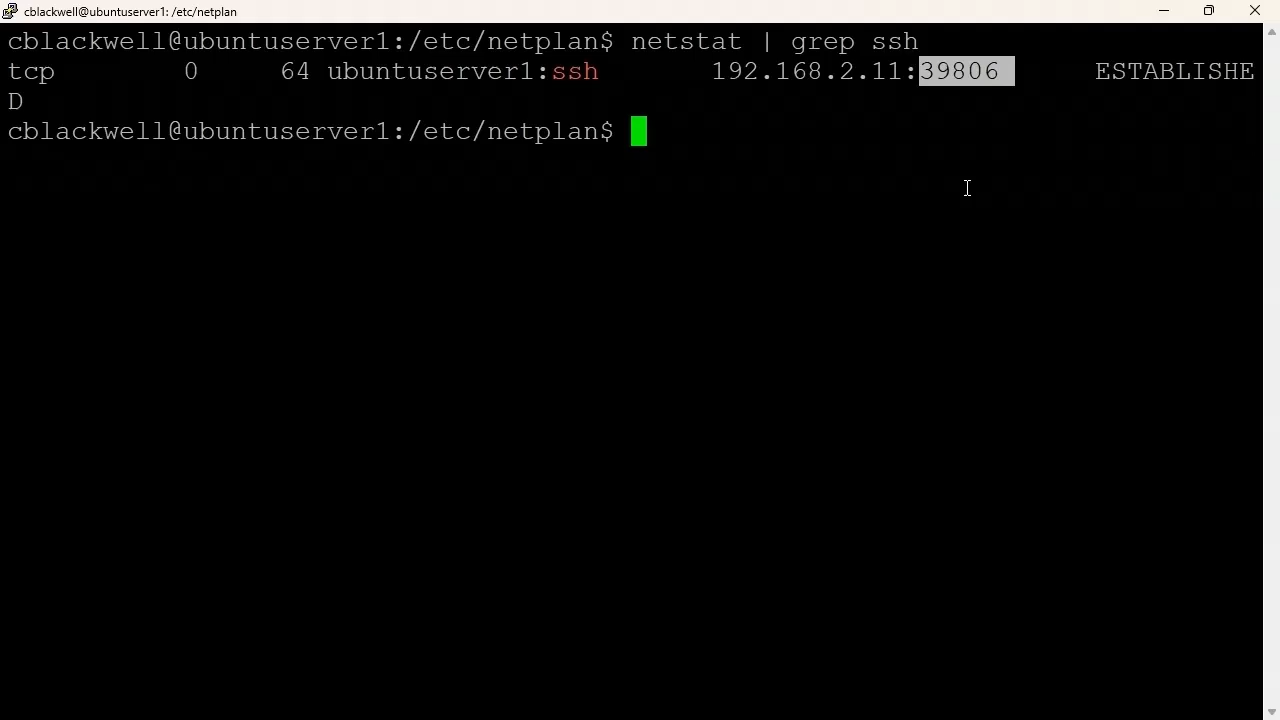 cblackwell@ubuntuserver1: /etc/netplan
cblackwell@ubuntuserver1:/etc/netplan$ netstat | grep ssh
tcp        0     64 ubuntuserver1:ssh       192.168.2.11:39806      ESTABLISHE
D
cblackwell@ubuntuserver1:/etc/netplan$